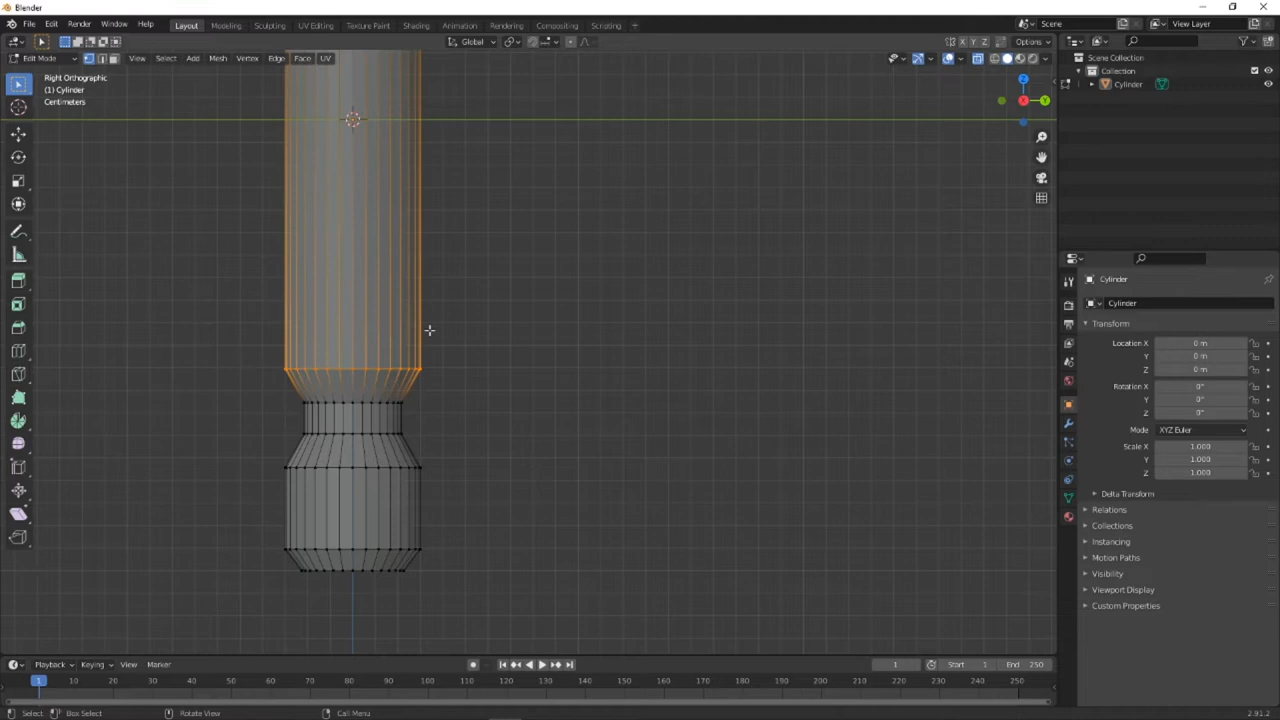 Blender
File Edit Render Window Help Layout Modeling Sculpting UV Editing Texture Paint Shading Animation Rendering Compositing Scripting + Scene View Layer
Global X Y Z Options
Edit Mode View Select Add Mesh Vertex Edge Face UV
Right Orthographic
(1) Cylinder
Centimeters
Z
X
Y
Scene Collection
Collection
Cylinder
Cylinder
Cylinder
Transform
Location X 0 m
Y 0 m
Z 0 m
Rotation X 0°
Y 0°
Z 0°
Mode XYZ Euler
Scale X 1.000
Y 1.000
Z 1.000
Delta Transform
Relations
Collections
Instancing
Motion Paths
Visibility
Viewport Display
Custom Properties
Playback Keying View Marker 1 Start 1 End 250
1 10 20 30 40 50 60 70 80 90 100 110 120 130 140 150 160 170 180 190 200 210 220 230 240 250
Select Box Select Rotate View Call Menu 2.91.2